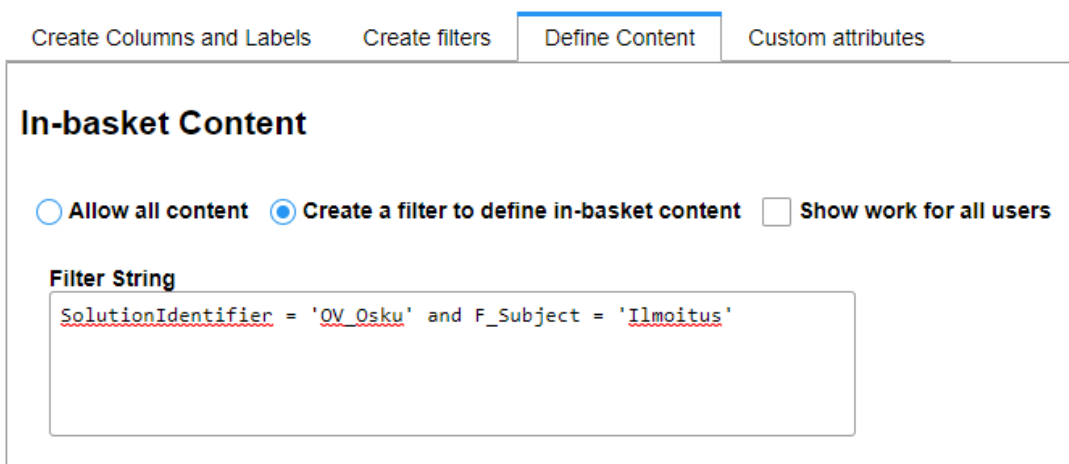 Create Columns and Labels Create filters Define Content Custom attributes
In-basket Content
Allow all content Create a filter to define in-basket content Show work for all users
Filter String
SolutionIdentifier = 'OV_Osku' and F_Subject = 'Ilmoitus'